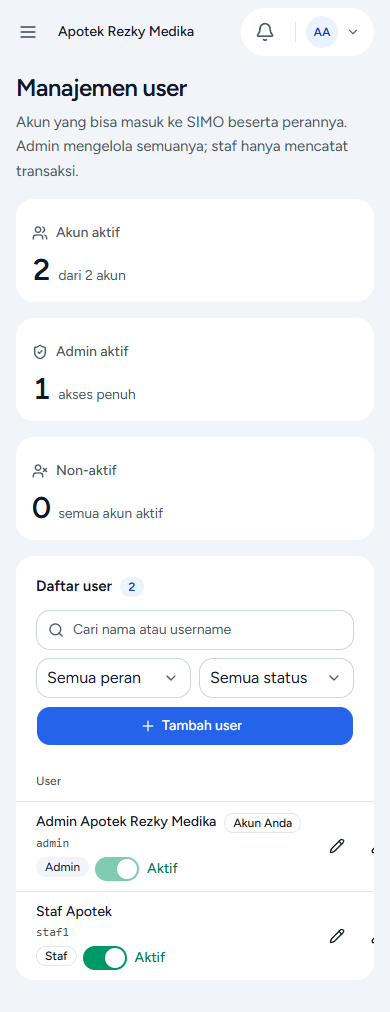 Apotek Rezky Medika
AA
Manajemen user
Akun yang bisa masuk ke SIMO beserta perannya.
Admin mengelola semuanya; staf hanya mencatat
transaksi.
Akun aktif
2 dari 2 akun
Admin aktif
1 akses penuh
Non-aktif
0 semua akun aktif
Daftar user 2
Cari nama atau username
Semua peran Semua status
+ Tambah user
User
Admin Apotek Rezky Medika Akun Anda
admin
Admin Aktif
Staf Apotek
staf1
Staf Aktif